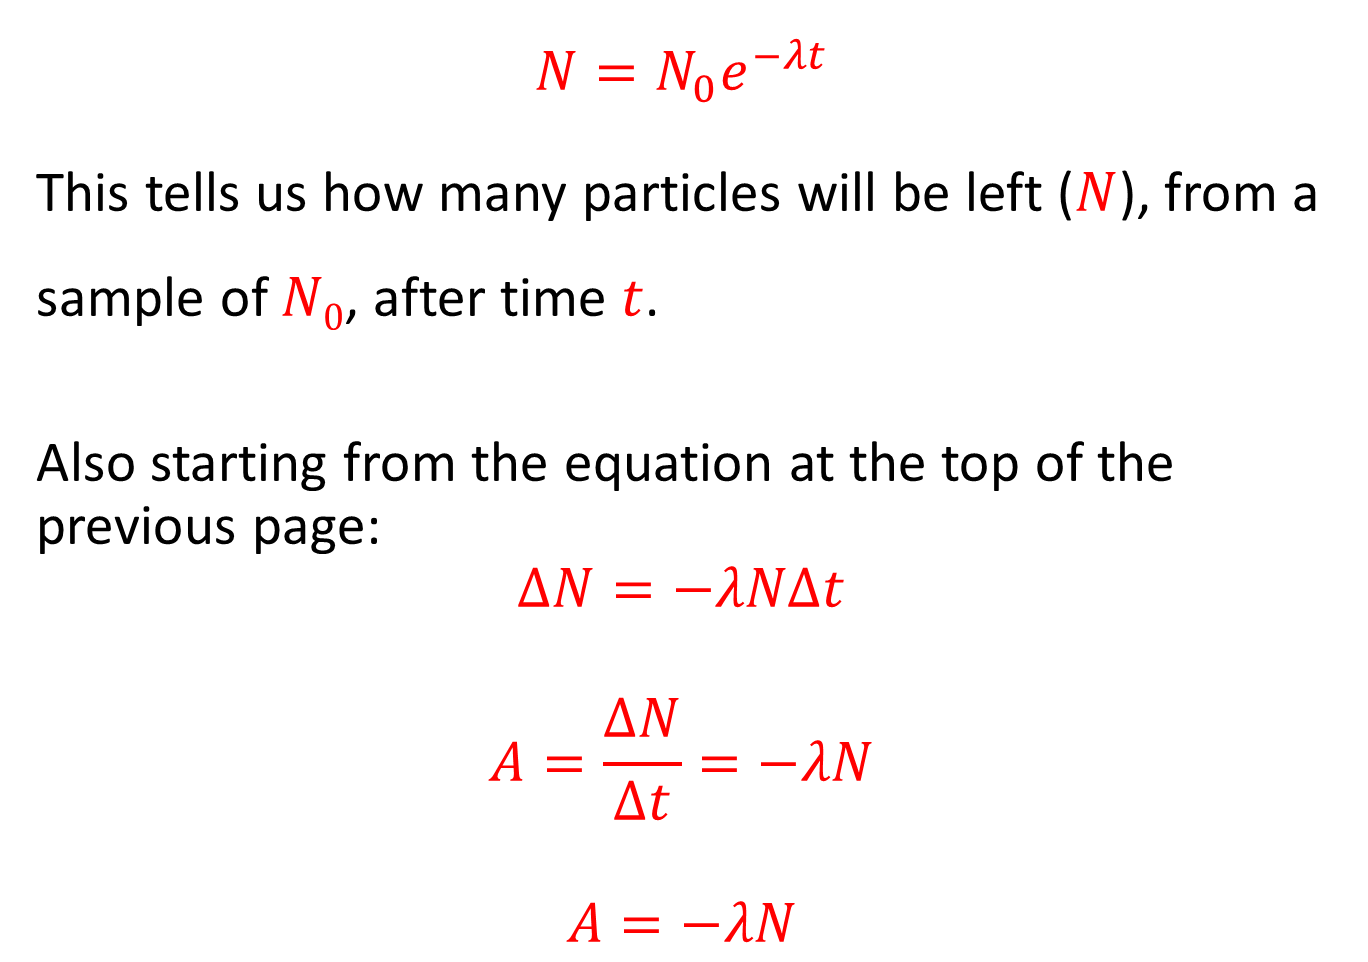 N = N₀e^{−λt}
This tells us how many particles will be left (N), from a
sample of N₀, after time t.
Also starting from the equation at the top of the
previous page:
ΔN = −λNΔt
A = ΔN/Δt = −λN
A = −λN